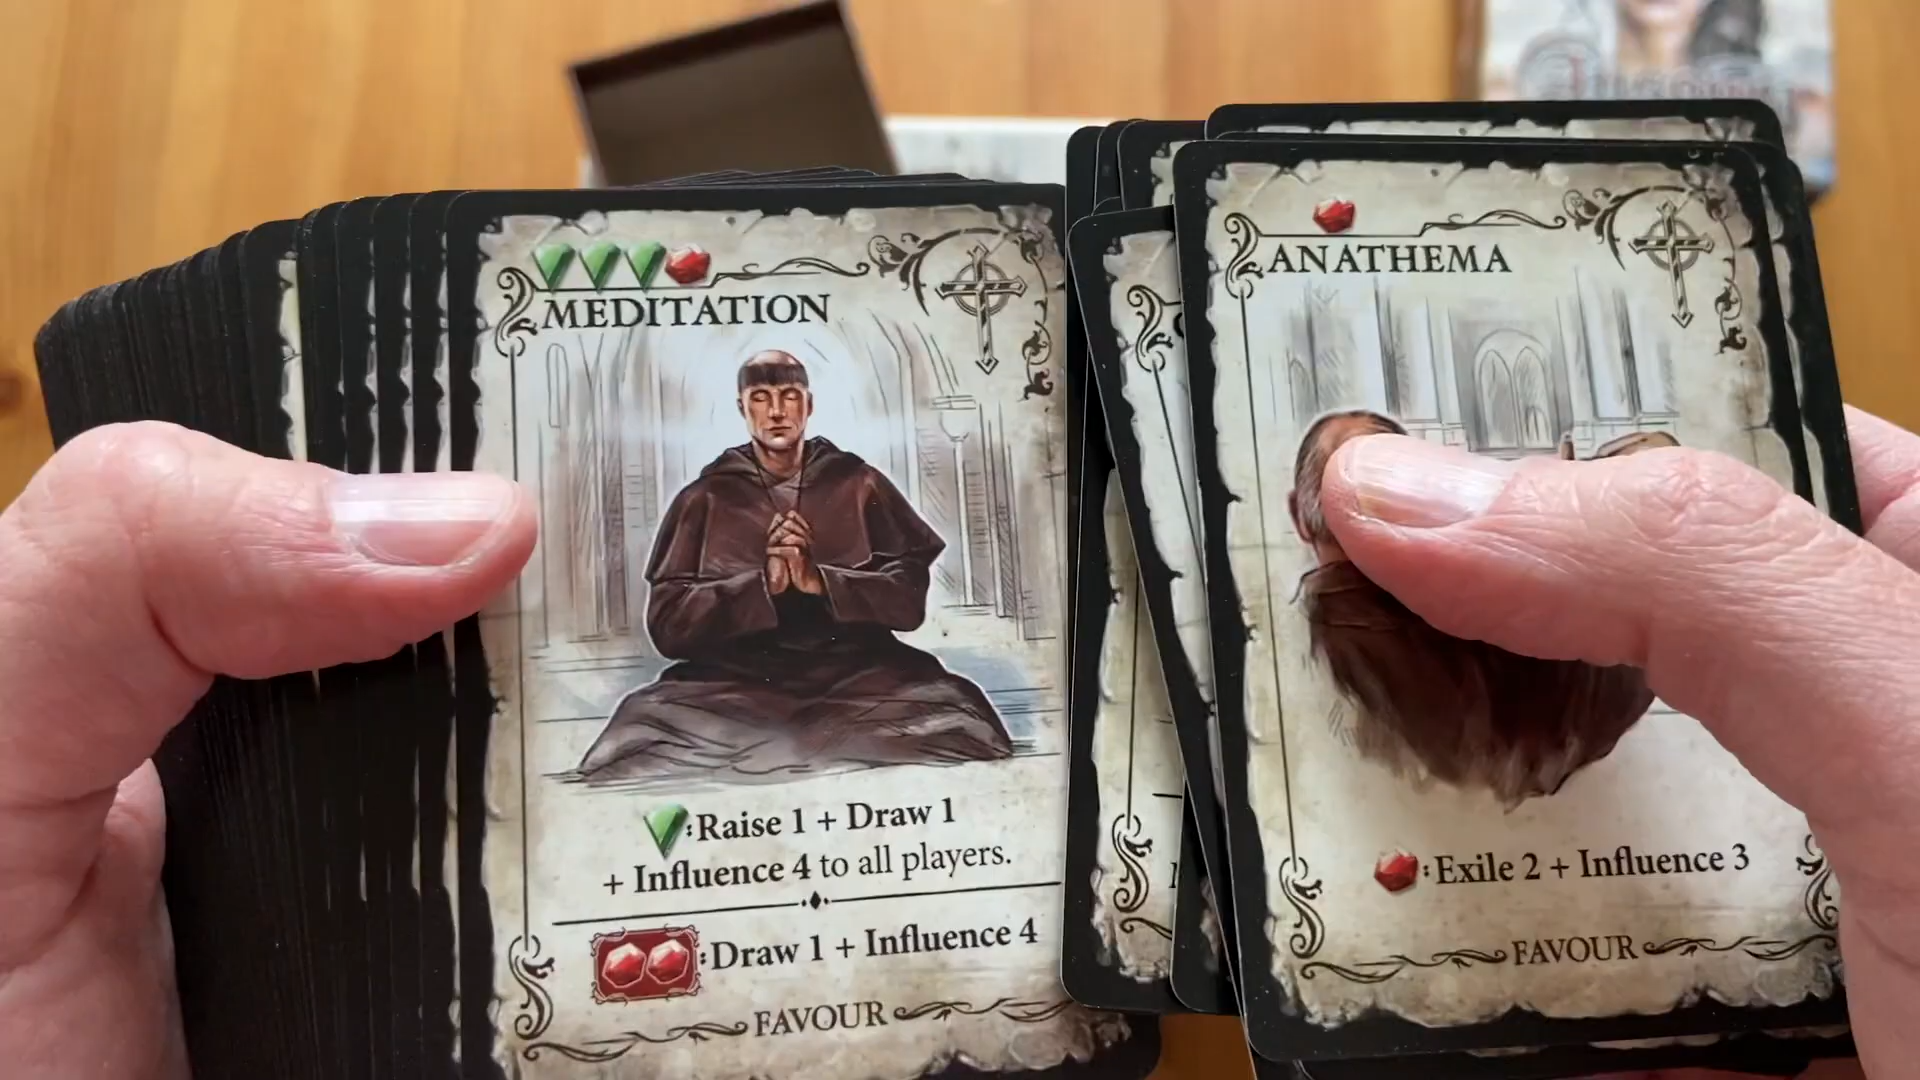 MEDITATION
:Raise 1 + Draw 1
+ Influence 4 to all players.
:Draw 1 + Influence 4
FAVOUR
ANATHEMA
:Exile 2 + Influence 3
FAVOUR